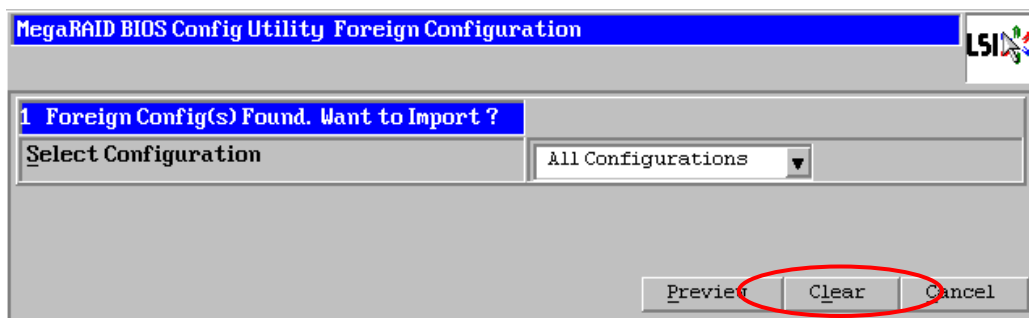 MegaRAID BIOS Config Utility Foreign Configuration
LSI
1 Foreign Config(s) Found. Want to Import ?
Select Configuration All Configurations
Preview Clear Cancel